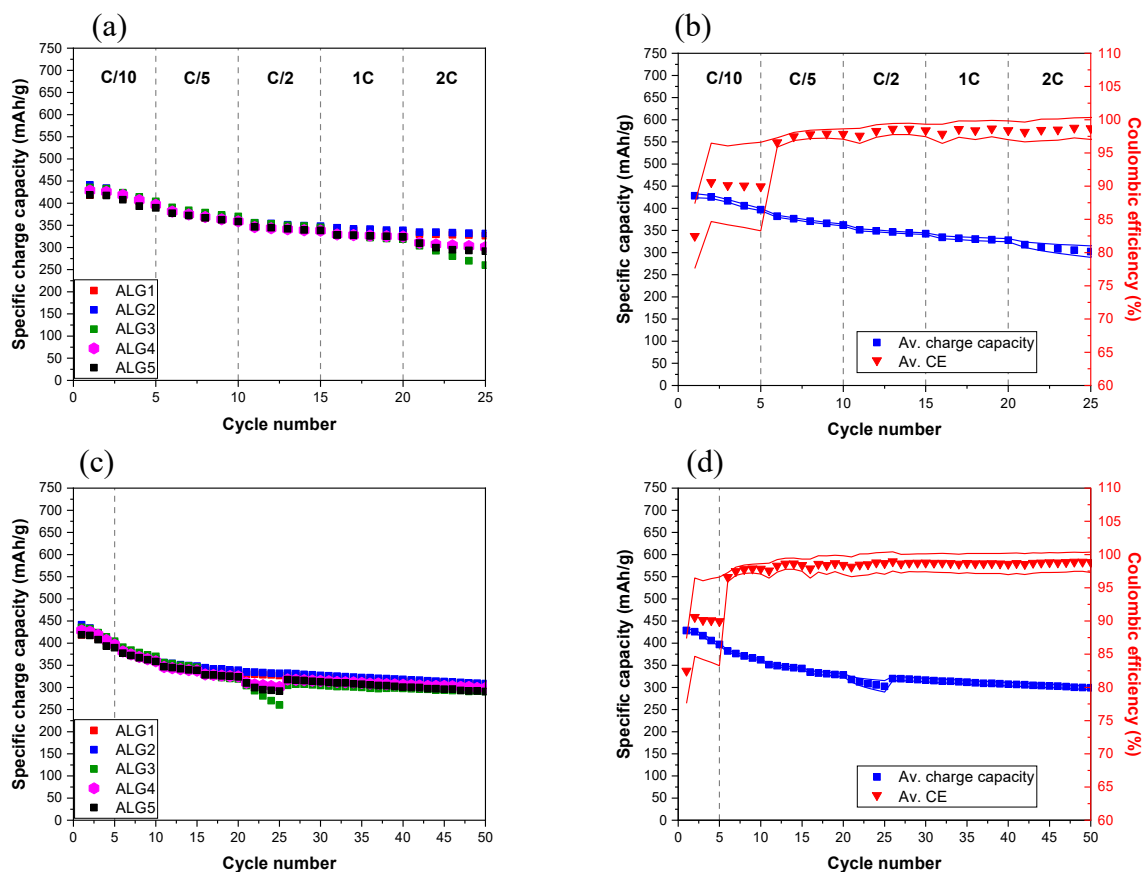 (a)
750
700
650
600
550
500
450
400
350
300
250
200
150
100
50
0
Specific charge capacity (mAh/g)
C/10 C/5 C/2 1C 2C
ALG1
ALG2
ALG3
ALG4
ALG5
0 5 10 15 20 25
Cycle number
(b)
750
700
650
600
550
500
450
400
350
300
250
200
150
100
50
0
Specific capacity (mAh/g)
C/10 C/5 C/2 1C 2C
Av. charge capacity
Av. CE
110
105
100
95
90
85
80
75
70
65
60
Coulombic efficiency (%)
0 5 10 15 20 25
Cycle number
(c)
750
700
650
600
550
500
450
400
350
300
250
200
150
100
50
0
Specific charge capacity (mAh/g)
ALG1
ALG2
ALG3
ALG4
ALG5
0 5 10 15 20 25 30 35 40 45 50
Cycle number
(d)
750
700
650
600
550
500
450
400
350
300
250
200
150
100
50
0
Specific capacity (mAh/g)
Av. charge capacity
Av. CE
110
105
100
95
90
85
80
75
70
65
60
Coulombic efficiency (%)
0 5 10 15 20 25 30 35 40 45 50
Cycle number